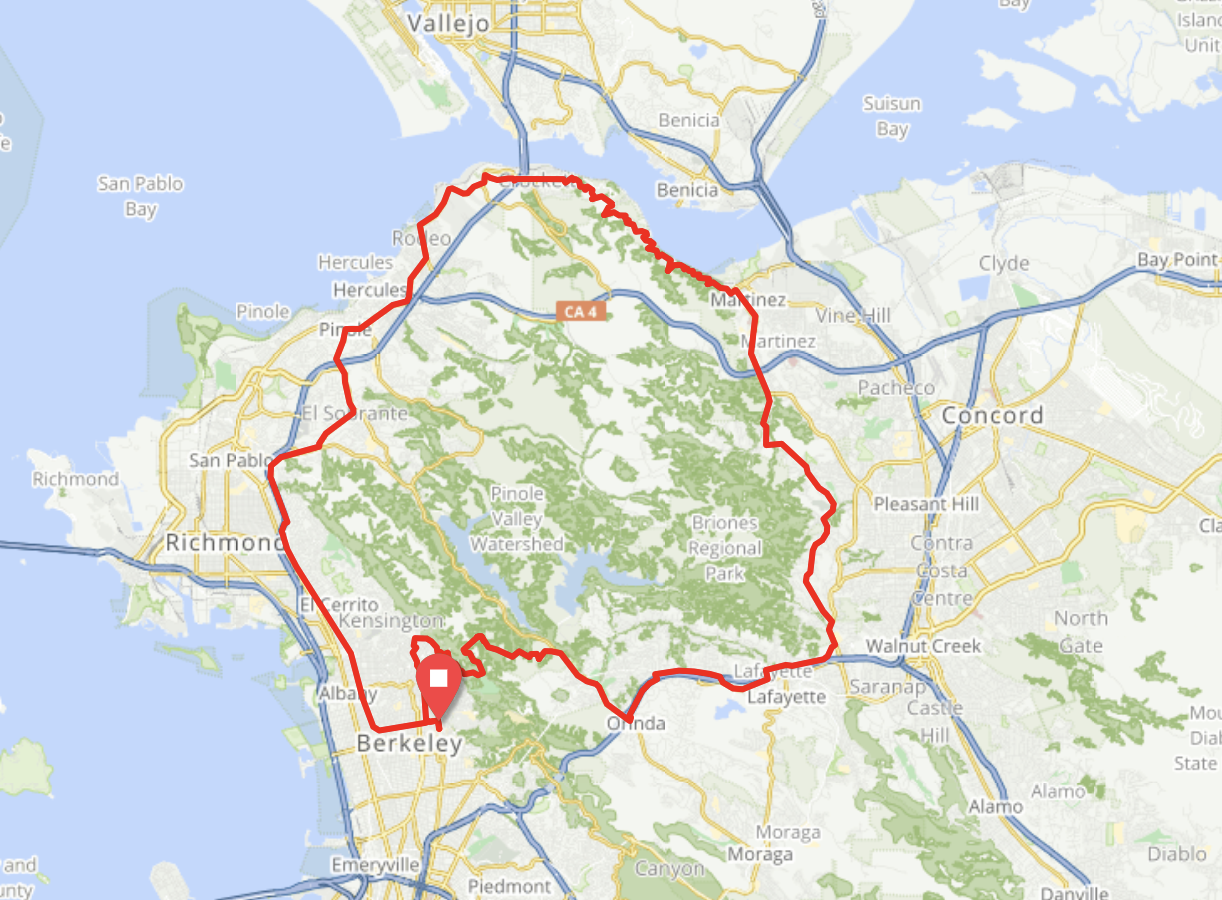 Bay
Island
Unit
Vallejo
Suisun
Bay
Benicia
San Pablo
Bay
Benicia
Crockett
Rodeo
Hercules
Hercules
Clyde
Bay Point
Martinez
Pinole
CA 4
Vine Hill
Pinole
Martinez
Pacheco
El Sobrante
Concord
San Pablo
Richmond
Pinole
Valley
Watershed
Pleasant Hill
Briones
Regional
Park
Contra
Costa
Centre
Richmond
El Cerrito
Kensington
North
Gate
Walnut Creek
Lafayette
Lafayette
Saranap
Castle
Hill
Albany
Orinda
Berkeley
State
Alamo
Alamo
Moraga
Moraga
Diablo
Emeryville
Canyon
Piedmont
and
Danville